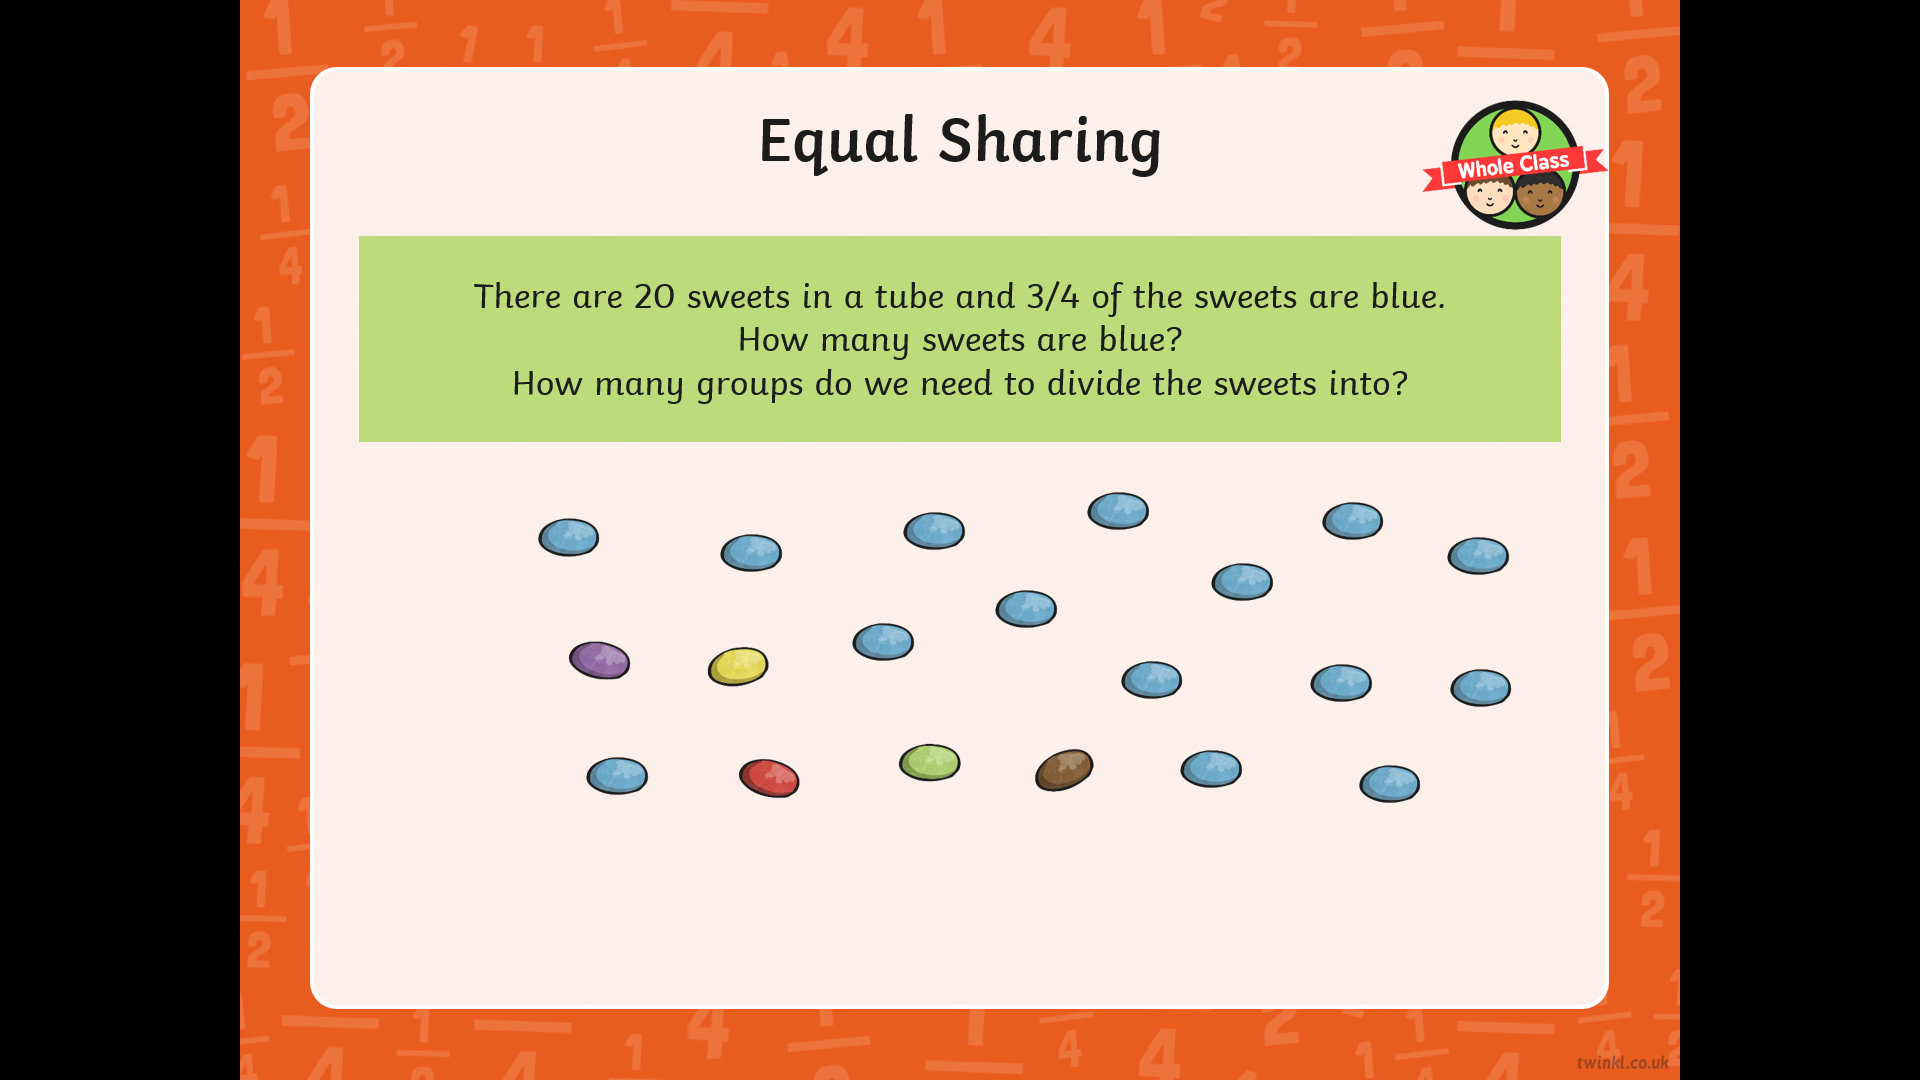 Equal Sharing
Whole Class
There are 20 sweets in a tube and 3/4 of the sweets are blue.
How many sweets are blue?
How many groups do we need to divide the sweets into?
twinkl.co.uk